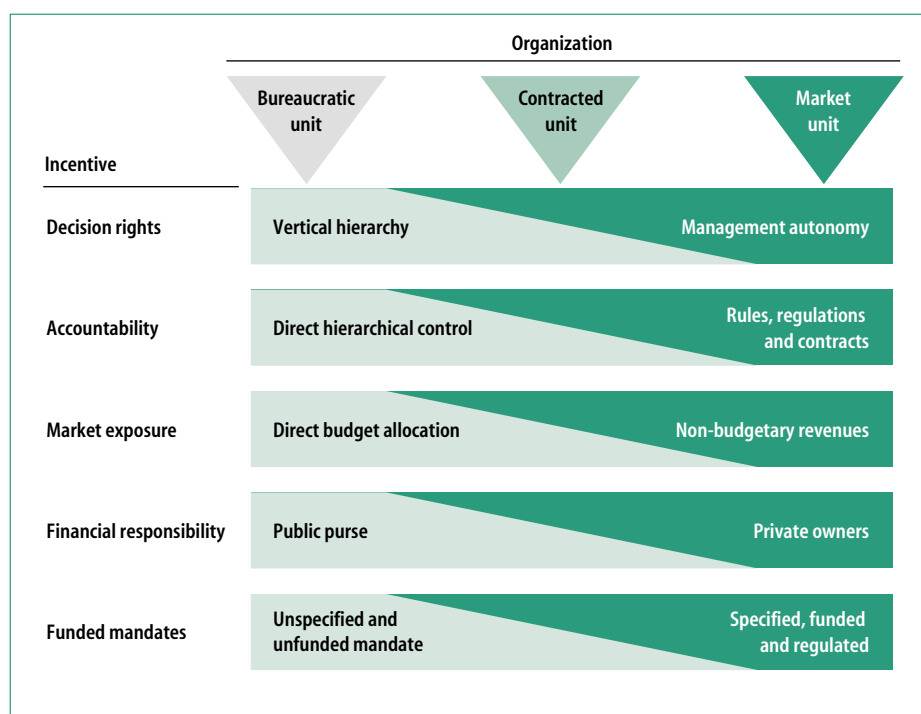 Organization
Bureaucratic
unit
Contracted
unit
Market
unit
Incentive
Decision rights
Vertical hierarchy
Management autonomy
Accountability
Direct hierarchical control
Rules, regulations
and contracts
Market exposure
Direct budget allocation
Non-budgetary revenues
Financial responsibility
Public purse
Private owners
Funded mandates
Unspecified and
unfunded mandate
Specified, funded
and regulated